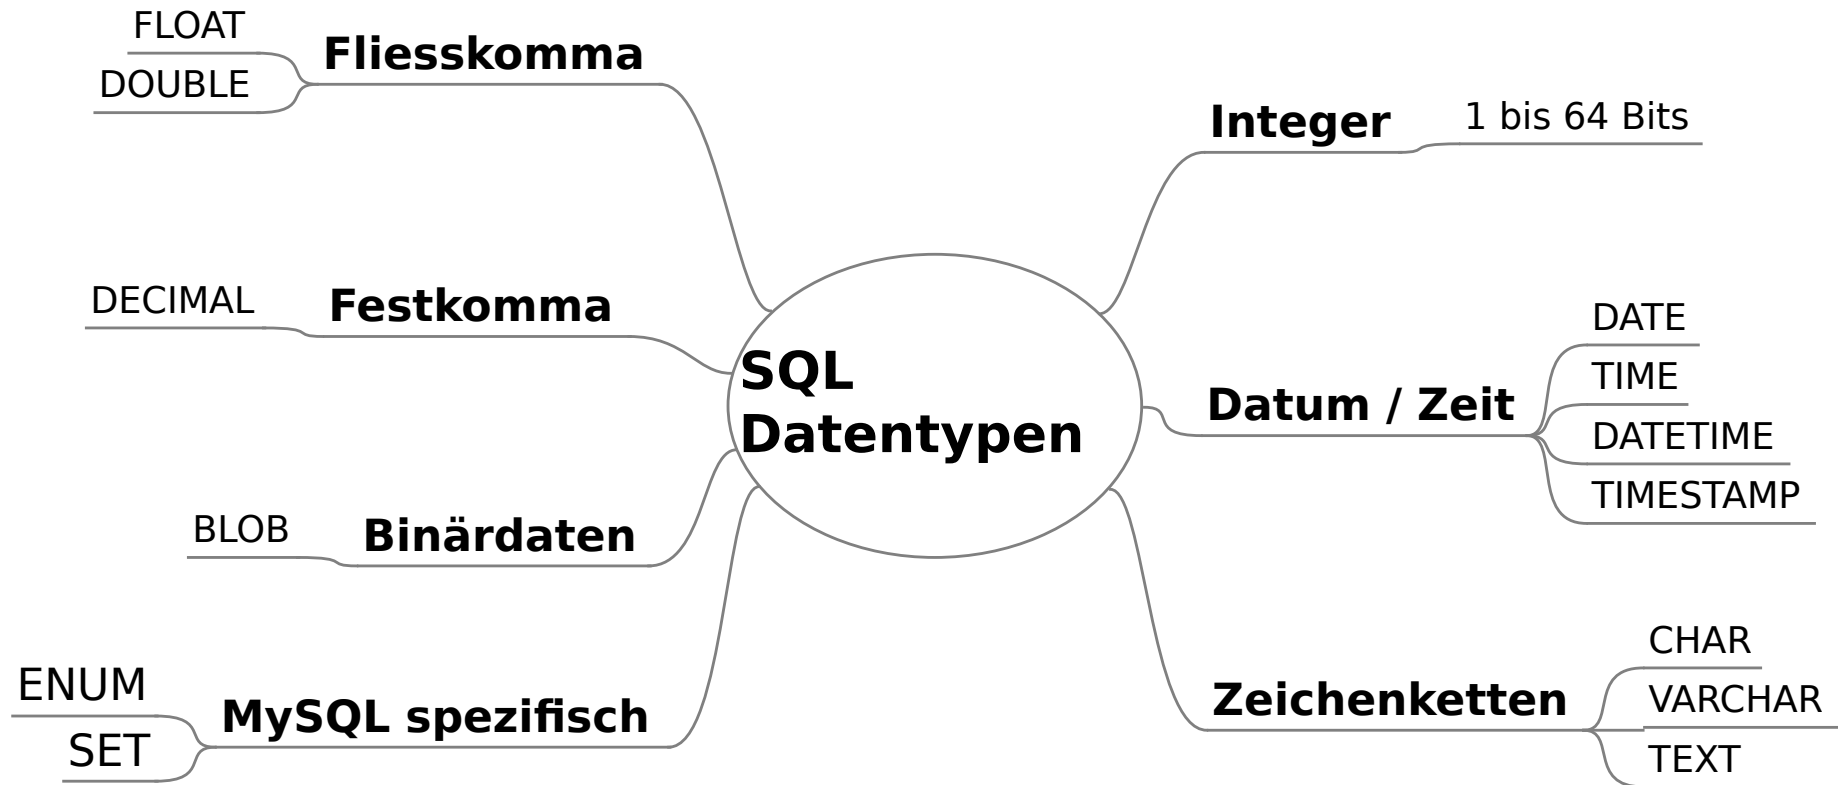 SQL
Datentypen
Fliesskomma
FLOAT
DOUBLE
Festkomma
DECIMAL
Binärdaten
BLOB
MySQL spezifisch
ENUM
SET
Integer
1 bis 64 Bits
Datum / Zeit
DATE
TIME
DATETIME
TIMESTAMP
Zeichenketten
CHAR
VARCHAR
TEXT